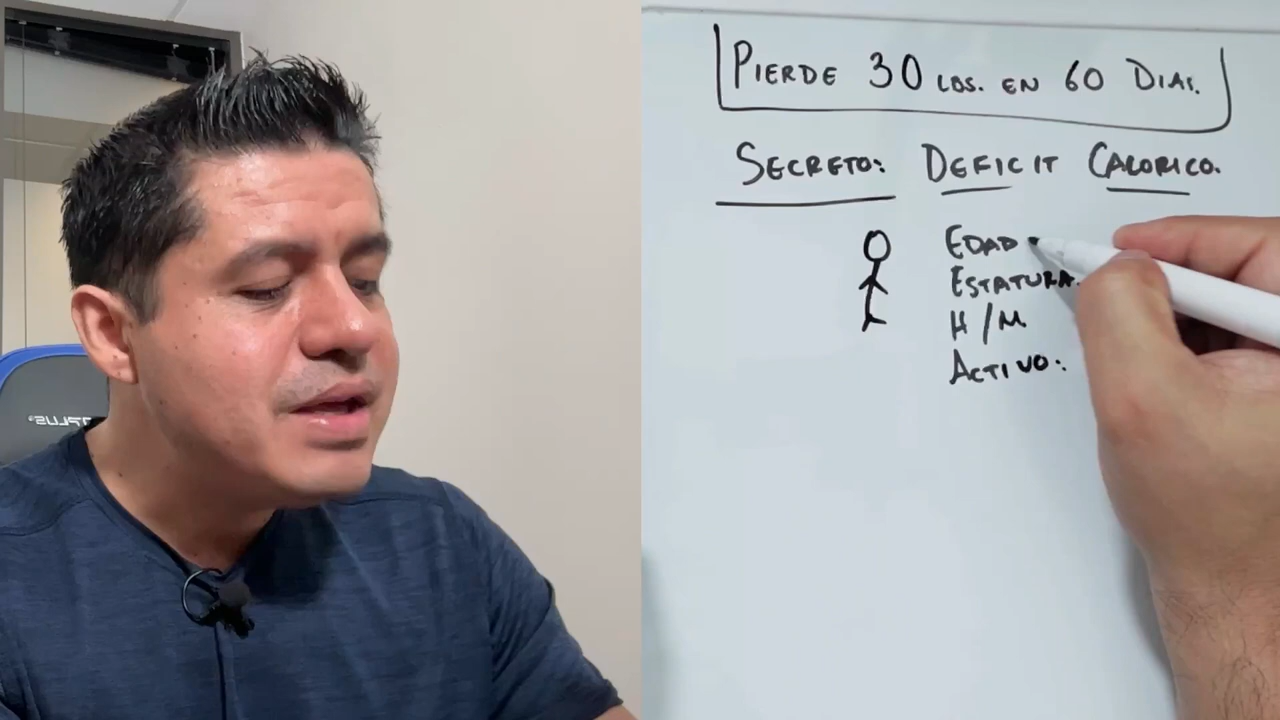 PIERDE 30 LBS. EN 60 DIAS.
SECRETO: DEFICIT CALORICO.
EDAD
ESTATURA.
H/M
ACTIVO: